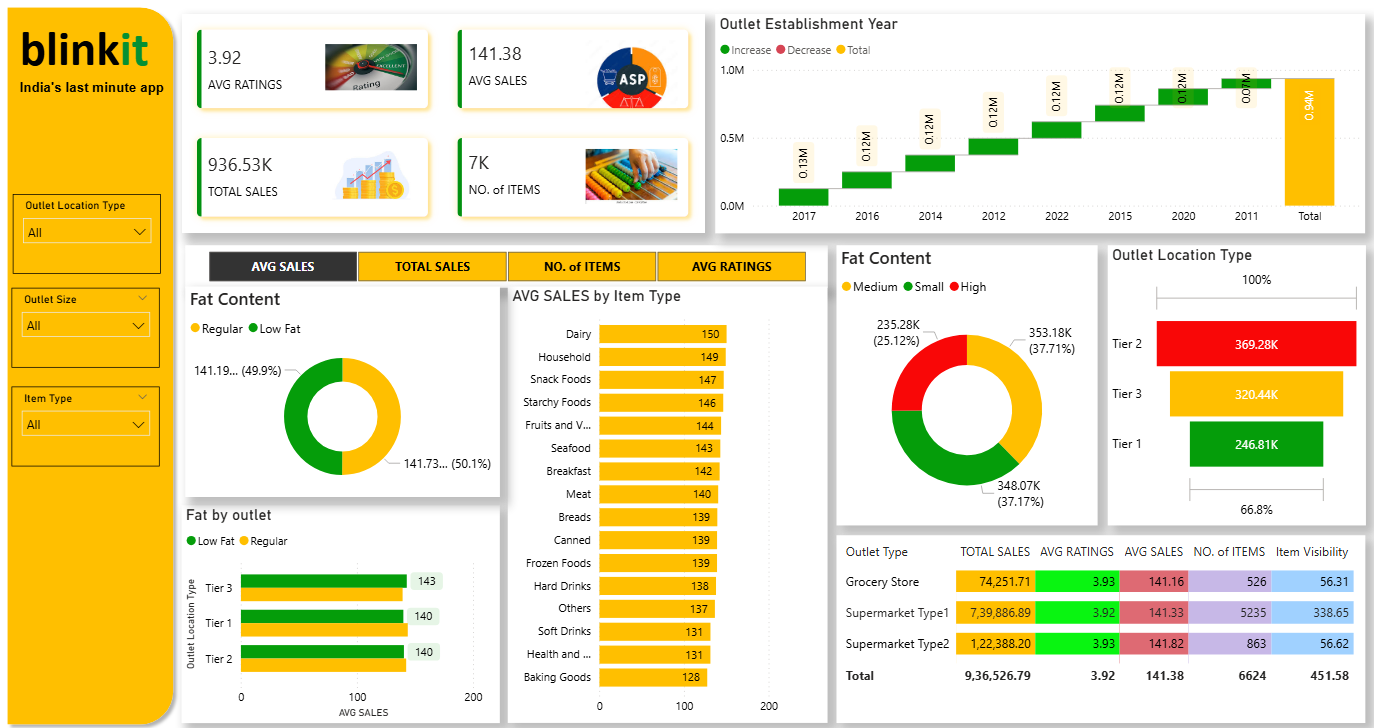 blinkit
India's last minute app
Outlet Location Type
All
Outlet Size
All
Item Type
All
3.92
AVG RATINGS
EXCELLENT
Rating
141.38
AVG SALES
ASP
936.53K
TOTAL SALES
7K
NO. of ITEMS
Outlet Establishment Year
Increase Decrease Total
1.0M
0.5M
0.0M
0.13M 0.12M 0.12M 0.12M 0.12M 0.12M 0.12M 0.07M 0.94M
2017 2016 2014 2012 2022 2015 2020 2011 Total
AVG SALES TOTAL SALES NO. of ITEMS AVG RATINGS
Fat Content
Regular Low Fat
141.19... (49.9%)
141.73... (50.1%)
Fat by outlet
Low Fat Regular
Outlet Location Type
Tier 3 143
Tier 1 140
Tier 2 140
0 100 200
AVG SALES
AVG SALES by Item Type
Dairy 150
Household 149
Snack Foods 147
Starchy Foods 146
Fruits and V... 144
Seafood 143
Breakfast 142
Meat 140
Breads 139
Canned 139
Frozen Foods 139
Hard Drinks 138
Others 137
Soft Drinks 131
Health and ... 131
Baking Goods 128
0 100 200
Fat Content
Medium Small High
235.28K
(25.12%)
353.18K
(37.71%)
348.07K
(37.17%)
Outlet Location Type
100%
Tier 2 369.28K
Tier 3 320.44K
Tier 1 246.81K
66.8%
Outlet Type TOTAL SALES AVG RATINGS AVG SALES NO. of ITEMS Item Visibility
Grocery Store 74,251.71 3.93 141.16 526 56.31
Supermarket Type1 7,39,886.89 3.92 141.33 5235 338.65
Supermarket Type2 1,22,388.20 3.93 141.82 863 56.62
Total 9,36,526.79 3.92 141.38 6624 451.58